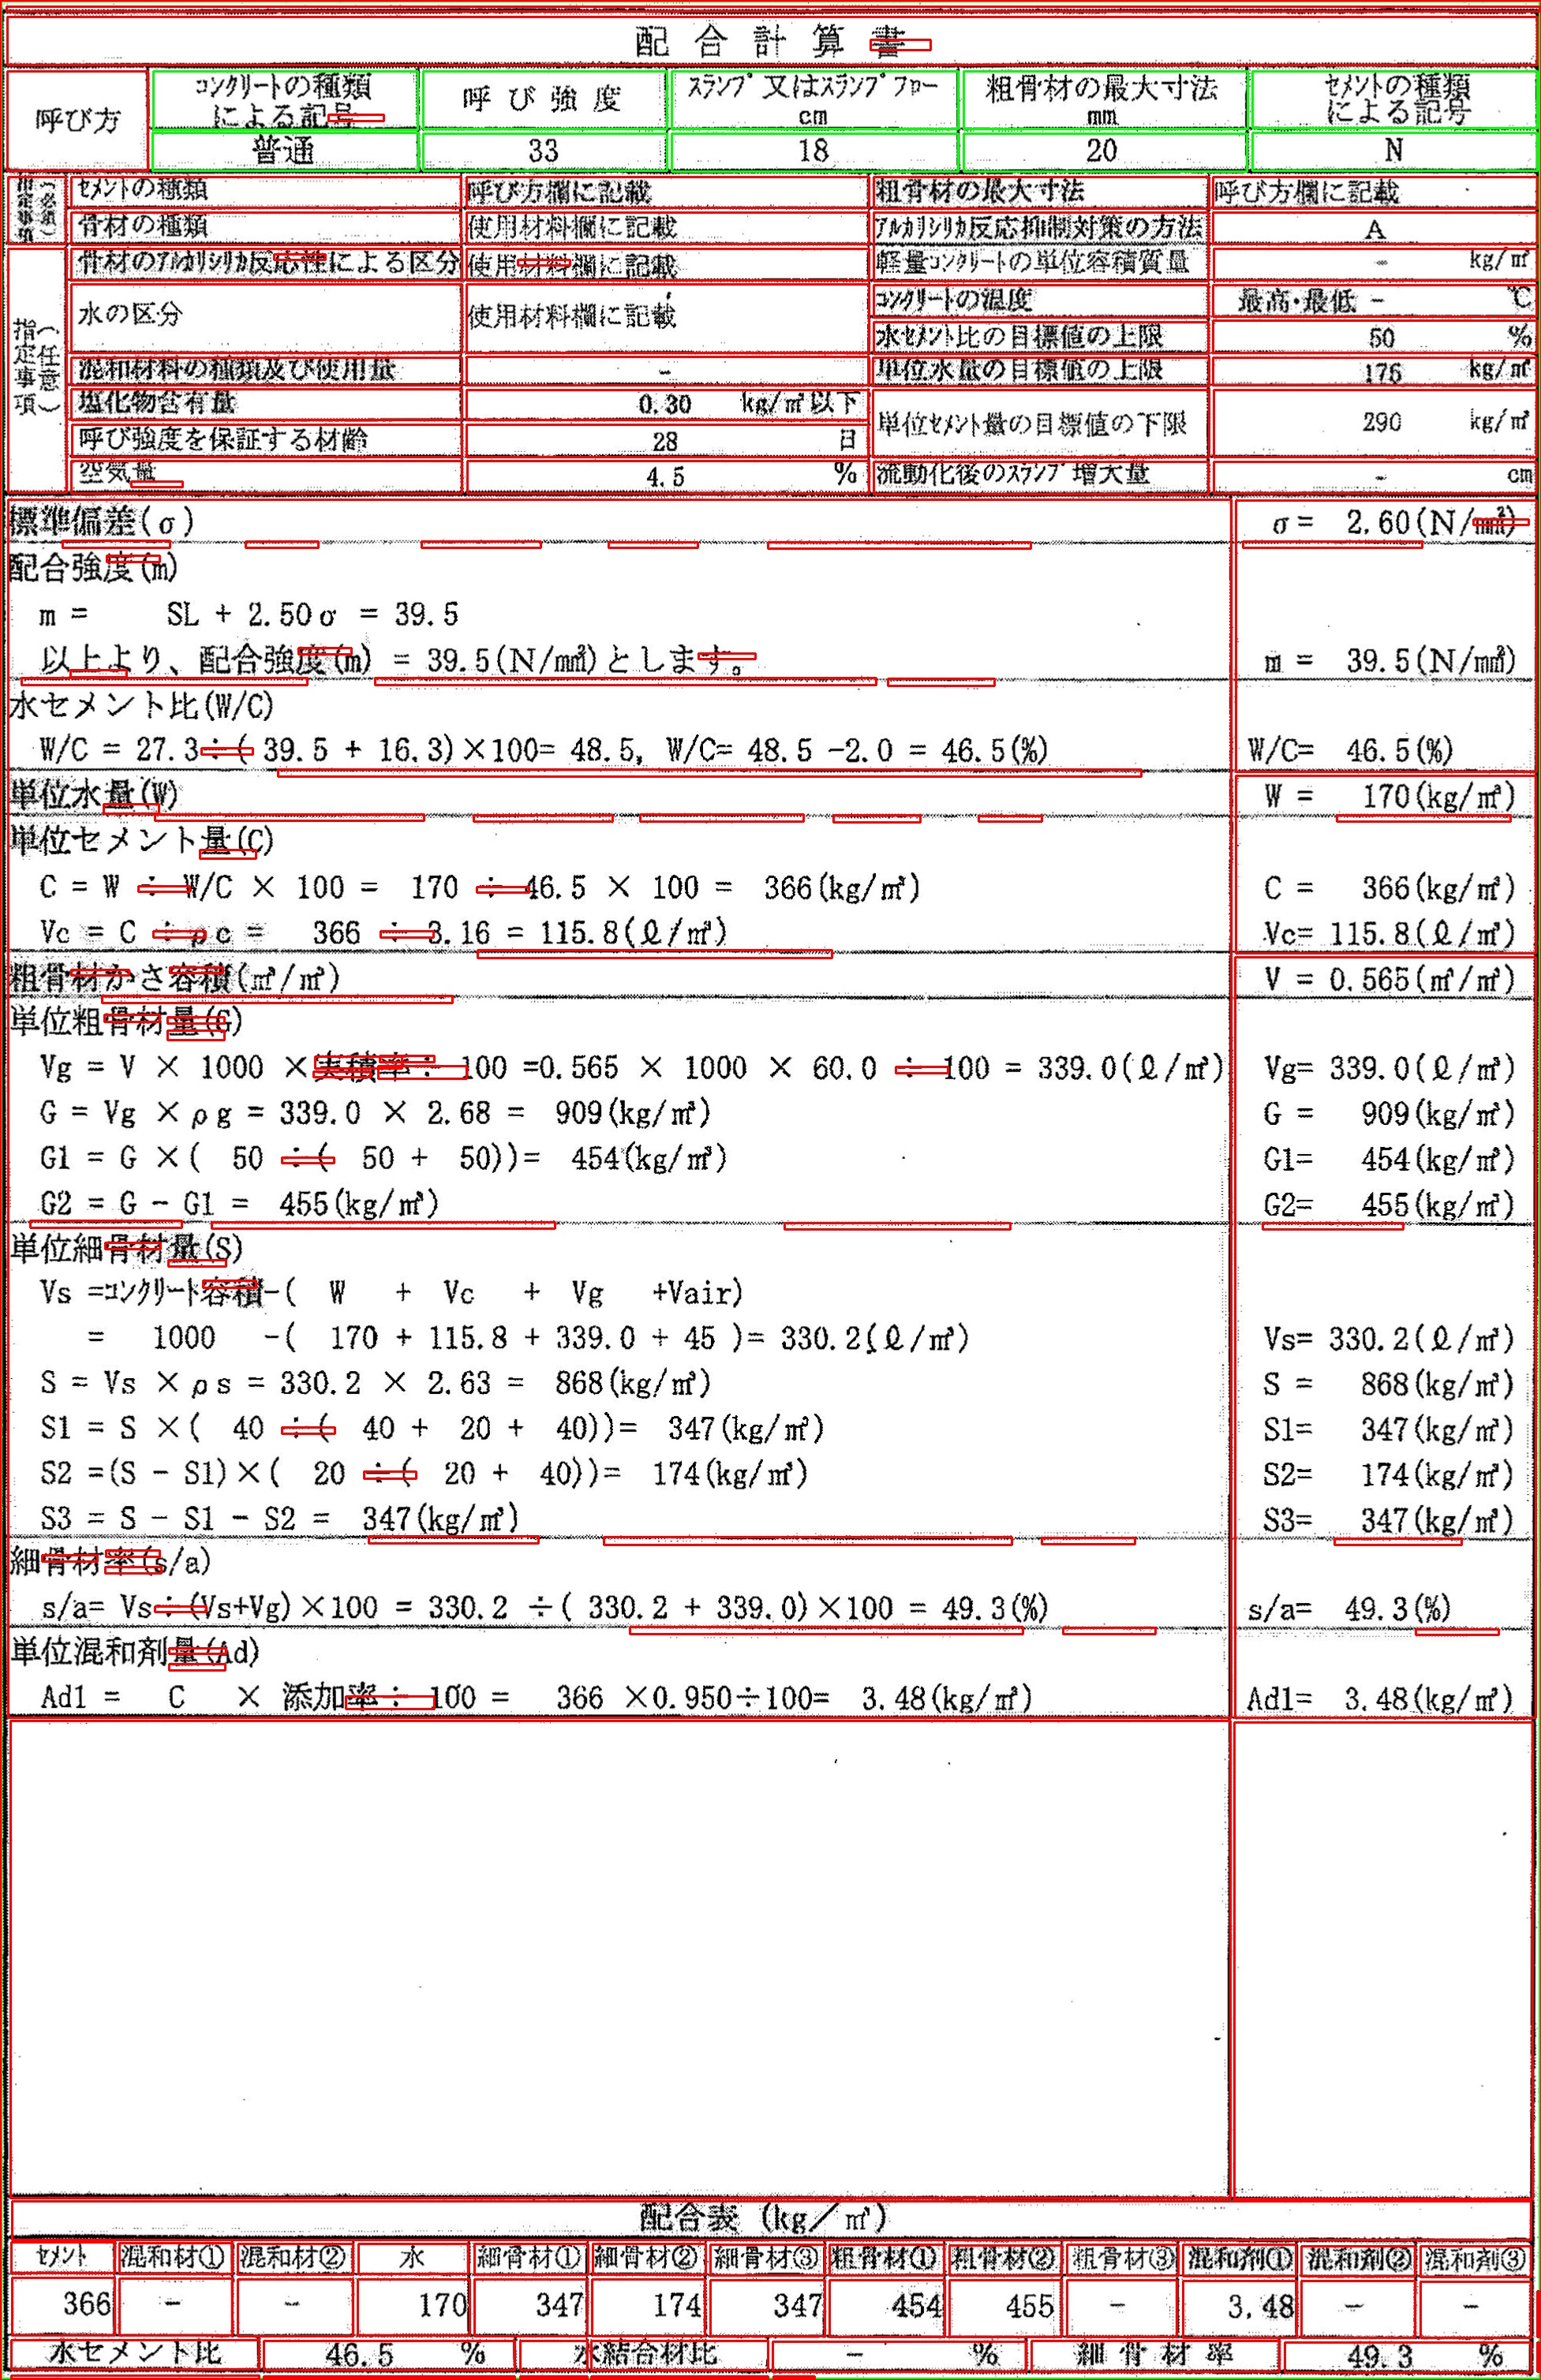 配合計算書
呼び方 コンクリートの種類による記号 呼び強度 スランプ又はスランプフロー cm 粗骨材の最大寸法 mm セメントの種類による記号
普通 33 18 20 N
セメントの種類 呼び方欄に記載 粗骨材の最大寸法 呼び方欄に記載
骨材の種類 使用材料欄に記載 アルカリシリカ反応抑制対策の方法 A
骨材のアルカリシリカ反応性による区分 使用材料欄に記載 軽量コンクリートの単位容積質量 - kg/㎥
指定事項(任意)
水の区分 使用材料欄に記載 コンクリートの温度 最高・最低 - ℃
水セメント比の目標値の上限 50 %
混和材料の種類及び使用量 - 単位水量の目標値の上限 175 kg/㎥
塩化物含有量 0.30 kg/㎥以下 単位セメント量の目標値の下限 290 kg/㎥
呼び強度を保証する材齢 28 日
空気量 4.5 % 流動化後のスランプ増大量 - cm
標準偏差(σ) σ= 2.60(N/㎟)
配合強度(m)
m = SL + 2.50σ = 39.5
以上より、配合強度(m) = 39.5(N/㎟)とします。 m = 39.5(N/㎟)
水セメント比(W/C)
W/C = 27.3÷( 39.5 + 16.3)×100= 48.5, W/C= 48.5 -2.0 = 46.5(%) W/C= 46.5(%)
単位水量(W) W = 170(kg/㎥)
単位セメント量(C)
C = W ÷ W/C × 100 = 170 ÷ 46.5 × 100 = 366(kg/㎥) C = 366(kg/㎥)
Vc = C ÷ρc = 366 ÷ 3.16 = 115.8(ℓ/㎥) Vc= 115.8(ℓ/㎥)
粗骨材かさ容積(㎥/㎥) V = 0.565(㎥/㎥)
単位粗骨材量(G)
Vg = V × 1000 ×実積率÷ 100 =0.565 × 1000 × 60.0 ÷ 100 = 339.0(ℓ/㎥) Vg= 339.0(ℓ/㎥)
G = Vg ×ρg = 339.0 × 2.68 = 909(kg/㎥) G = 909(kg/㎥)
G1 = G ×( 50 ÷( 50 + 50))= 454(kg/㎥) G1= 454(kg/㎥)
G2 = G - G1 = 455(kg/㎥) G2= 455(kg/㎥)
単位細骨材量(S)
Vs =コンクリート容積-( W + Vc + Vg +Vair)
= 1000 -( 170 + 115.8 + 339.0 + 45 )= 330.2(ℓ/㎥) Vs= 330.2(ℓ/㎥)
S = Vs ×ρs = 330.2 × 2.63 = 868(kg/㎥) S = 868(kg/㎥)
S1 = S ×( 40 ÷( 40 + 20 + 40))= 347(kg/㎥) S1= 347(kg/㎥)
S2 =(S - S1)×( 20 ÷( 20 + 40))= 174(kg/㎥) S2= 174(kg/㎥)
S3 = S - S1 - S2 = 347(kg/㎥) S3= 347(kg/㎥)
細骨材率(s/a)
s/a= Vs÷(Vs+Vg)×100 = 330.2 ÷( 330.2 + 339.0)×100 = 49.3(%) s/a= 49.3(%)
単位混和剤量(Ad)
Ad1 = C × 添加率÷ 100 = 366 ×0.950÷100= 3.48(kg/㎥) Ad1= 3.48(kg/㎥)
配合表 (kg/㎥)
セメント 混和材① 混和材② 水 細骨材① 細骨材② 細骨材③ 粗骨材① 粗骨材② 粗骨材③ 混和剤① 混和剤② 混和剤③
366 - - 170 347 174 347 454 455 - 3.48 - -
水セメント比 46.5 % 水結合材比 - % 細骨材率 49.3 %